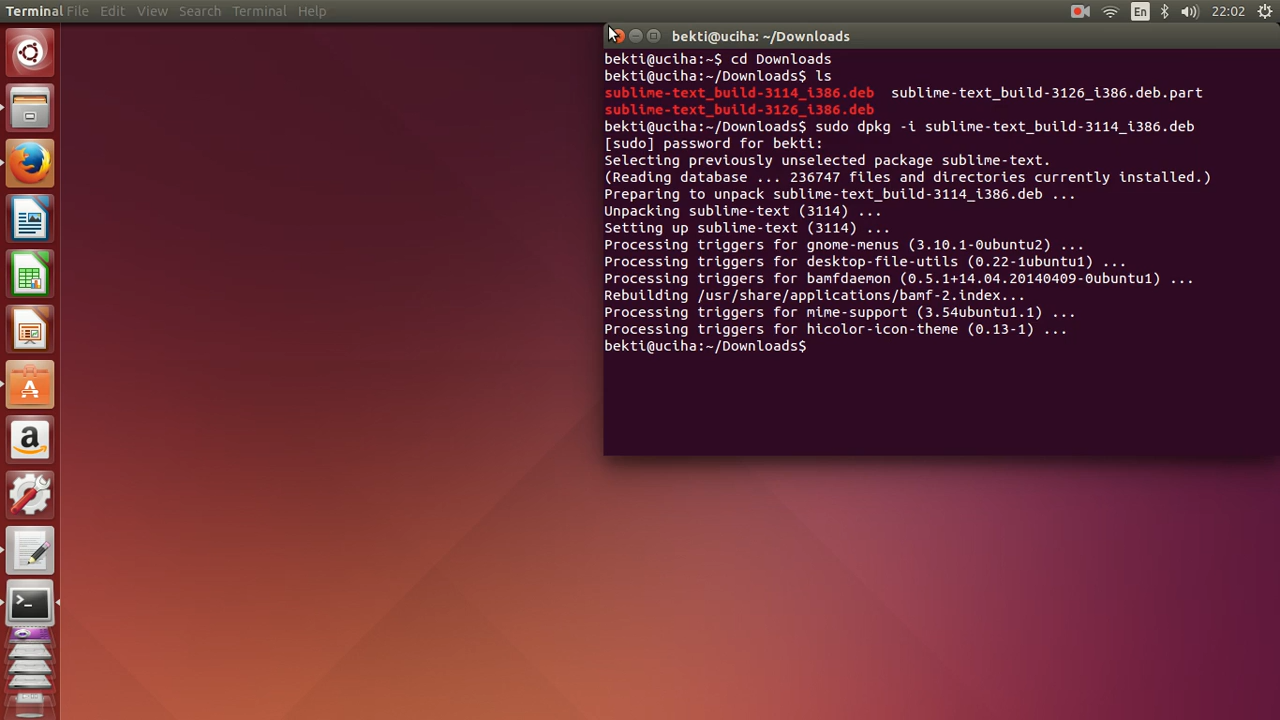 Terminal File Edit View Search Terminal Help En 22:02
bekti@uciha: ~/Downloads
bekti@uciha:~$ cd Downloads
bekti@uciha:~/Downloads$ ls
sublime-text_build-3114_i386.deb sublime-text_build-3126_i386.deb.part
sublime-text_build-3126_i386.deb
bekti@uciha:~/Downloads$ sudo dpkg -i sublime-text_build-3114_i386.deb
[sudo] password for bekti:
Selecting previously unselected package sublime-text.
(Reading database ... 236747 files and directories currently installed.)
Preparing to unpack sublime-text_build-3114_i386.deb ...
Unpacking sublime-text (3114) ...
Setting up sublime-text (3114) ...
Processing triggers for gnome-menus (3.10.1-0ubuntu2) ...
Processing triggers for desktop-file-utils (0.22-1ubuntu1) ...
Processing triggers for bamfdaemon (0.5.1+14.04.20140409-0ubuntu1) ...
Rebuilding /usr/share/applications/bamf-2.index...
Processing triggers for mime-support (3.54ubuntu1.1) ...
Processing triggers for hicolor-icon-theme (0.13-1) ...
bekti@uciha:~/Downloads$